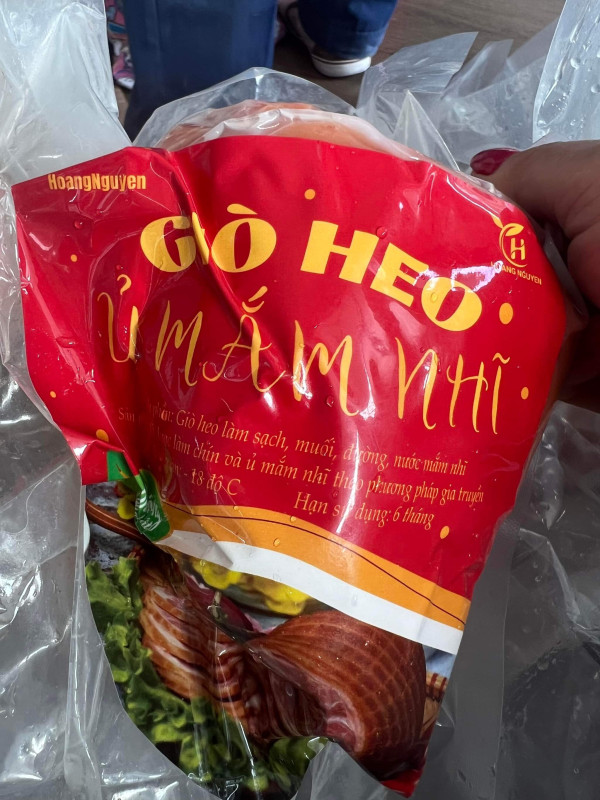 HoangNguyen
GIÒ HEO
H
HOANG NGUYEN
Ủ MẮM NHĨ
Giò heo làm sạch, muối, đường, nước mắm nhĩ
làm chín và ủ mắm nhĩ theo phương pháp gia truyền
-18 độ C
Hạn sử dụng: 6 tháng